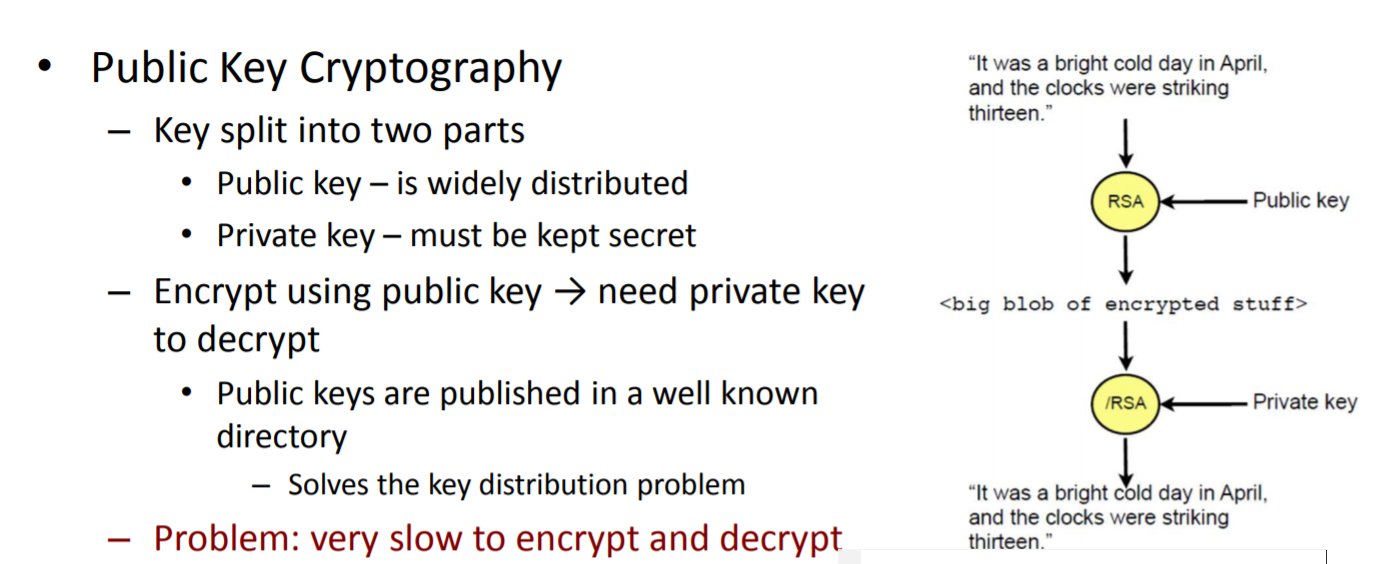 • Public Key Cryptography
– Key split into two parts
• Public key – is widely distributed
• Private key – must be kept secret
– Encrypt using public key → need private key
to decrypt
• Public keys are published in a well known
directory
– Solves the key distribution problem
– Problem: very slow to encrypt and decrypt
“It was a bright cold day in April,
and the clocks were striking
thirteen.”
RSA
Public key
<big blob of encrypted stuff>
/RSA
Private key
“It was a bright cold day in April,
and the clocks were striking
thirteen.”